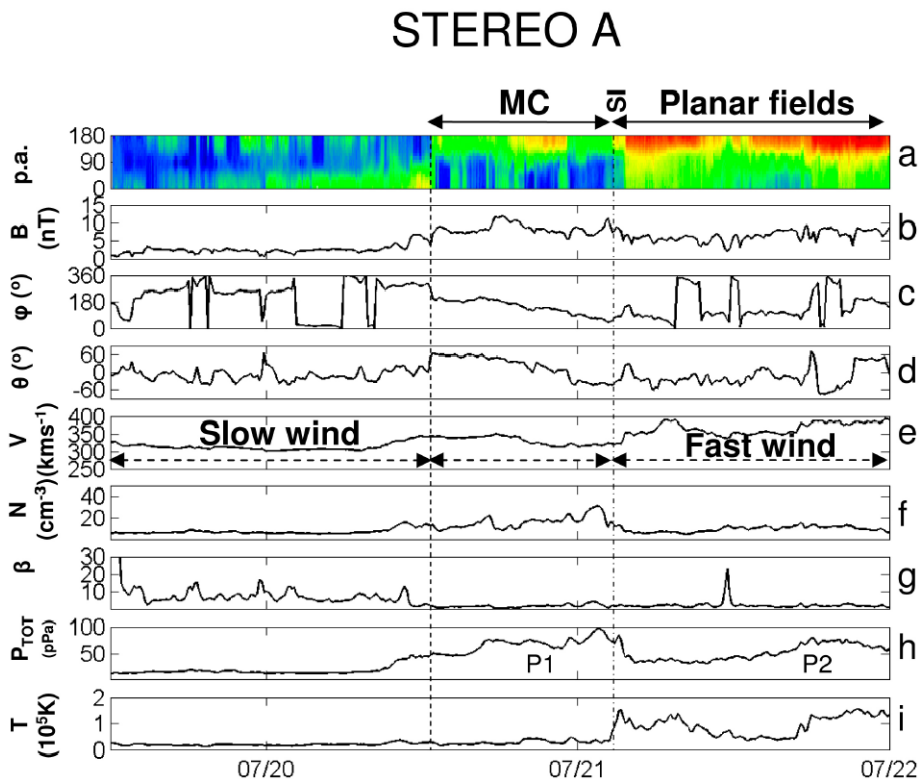 STEREO A
MC SI Planar fields
180
90
0
p.a.
a
15
10
5
0
B
(nT)
b
360
180
0
φ (º)
c
60
0
-60
θ (º)
d
400
350
300
250
V
(kms⁻¹)
Slow wind
Fast wind
e
40
20
N
(cm⁻³)
f
30
20
10
β
g
100
50
P_TOT
(pPa)
P1
P2
h
2
1
0
T
(10⁵K)
i
07/20 07/21 07/22